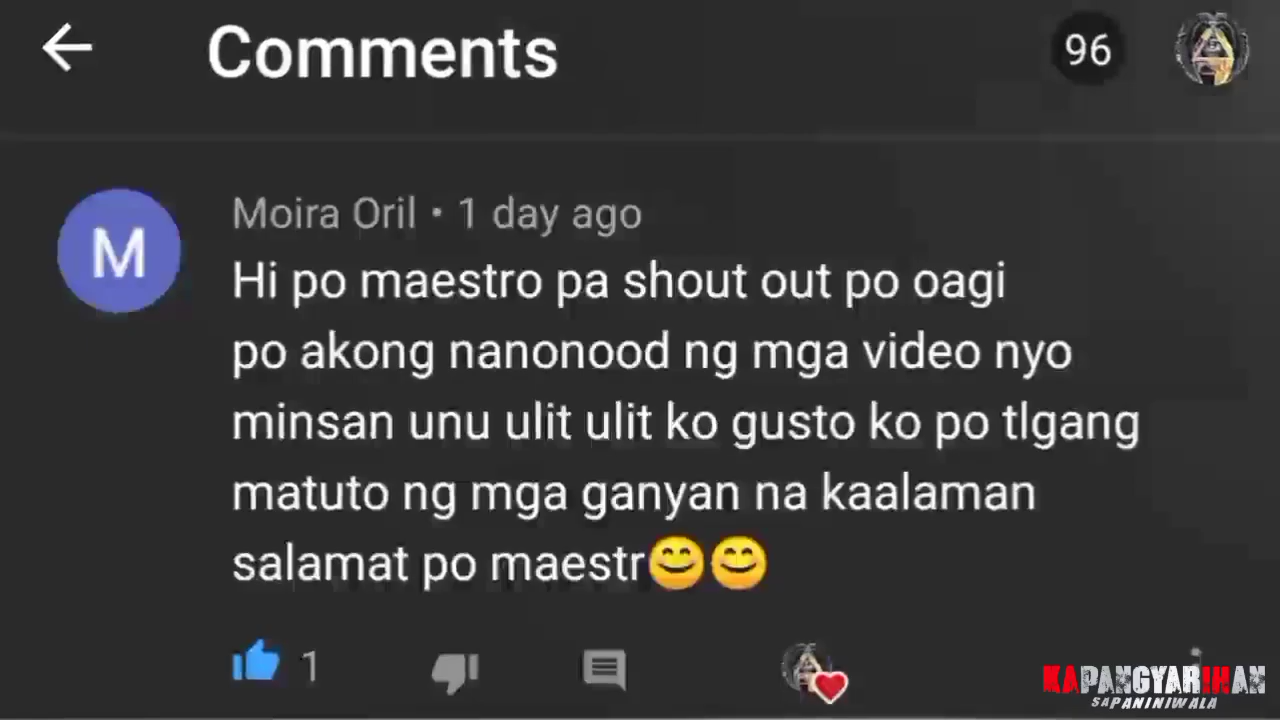 Comments
96
M
Moira Oril • 1 day ago
Hi po maestro pa shout out po oagi
po akong nanonood ng mga video nyo
minsan unu ulit ulit ko gusto ko po tlgang
matuto ng mga ganyan na kaalaman
salamat po maestr😊😊
1
KAPANGYARIHAN
SA PANINIWALA